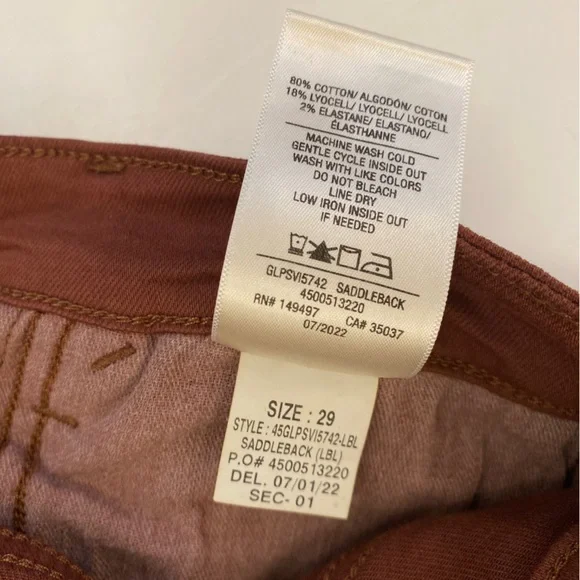 80% COTTON/ ALGODÓN/ COTON
18% LYOCELL/ LYOCELL/ LYOCELL
2% ELASTANE/ ELASTANO/
ÉLASTHANNE
MACHINE WASH COLD
GENTLE CYCLE INSIDE OUT
WASH WITH LIKE COLORS
DO NOT BLEACH
LINE DRY
LOW IRON INSIDE OUT
IF NEEDED
GLPSVI5742 SADDLEBACK
4500513220
RN# 149497 CA# 35037
07/2022
SIZE : 29
STYLE : 45GLPSVI5742-LBL
SADDLEBACK (LBL)
P.O# 4500513220
DEL. 07/01/22
SEC- 01